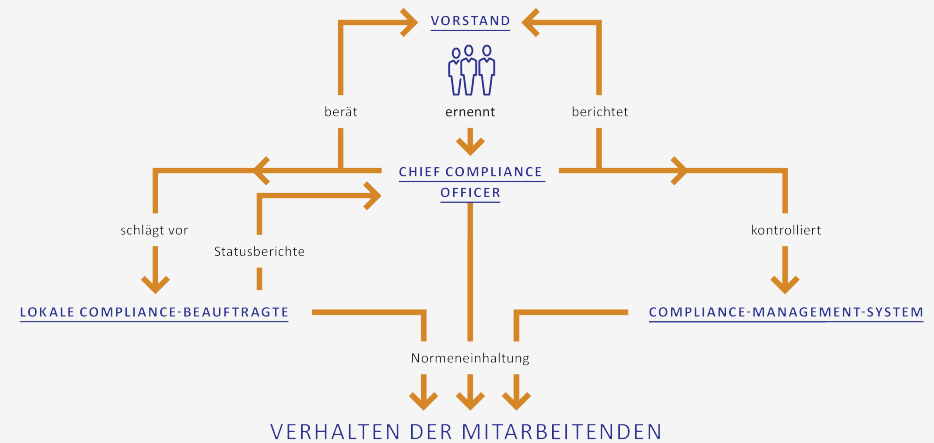 VORSTAND
berät
ernennt
berichtet
CHIEF COMPLIANCE
OFFICER
schlägt vor
kontrolliert
Statusberichte
LOKALE COMPLIANCE-BEAUFTRAGTE
COMPLIANCE-MANAGEMENT-SYSTEM
Normeneinhaltung
VERHALTEN DER MITARBEITENDEN